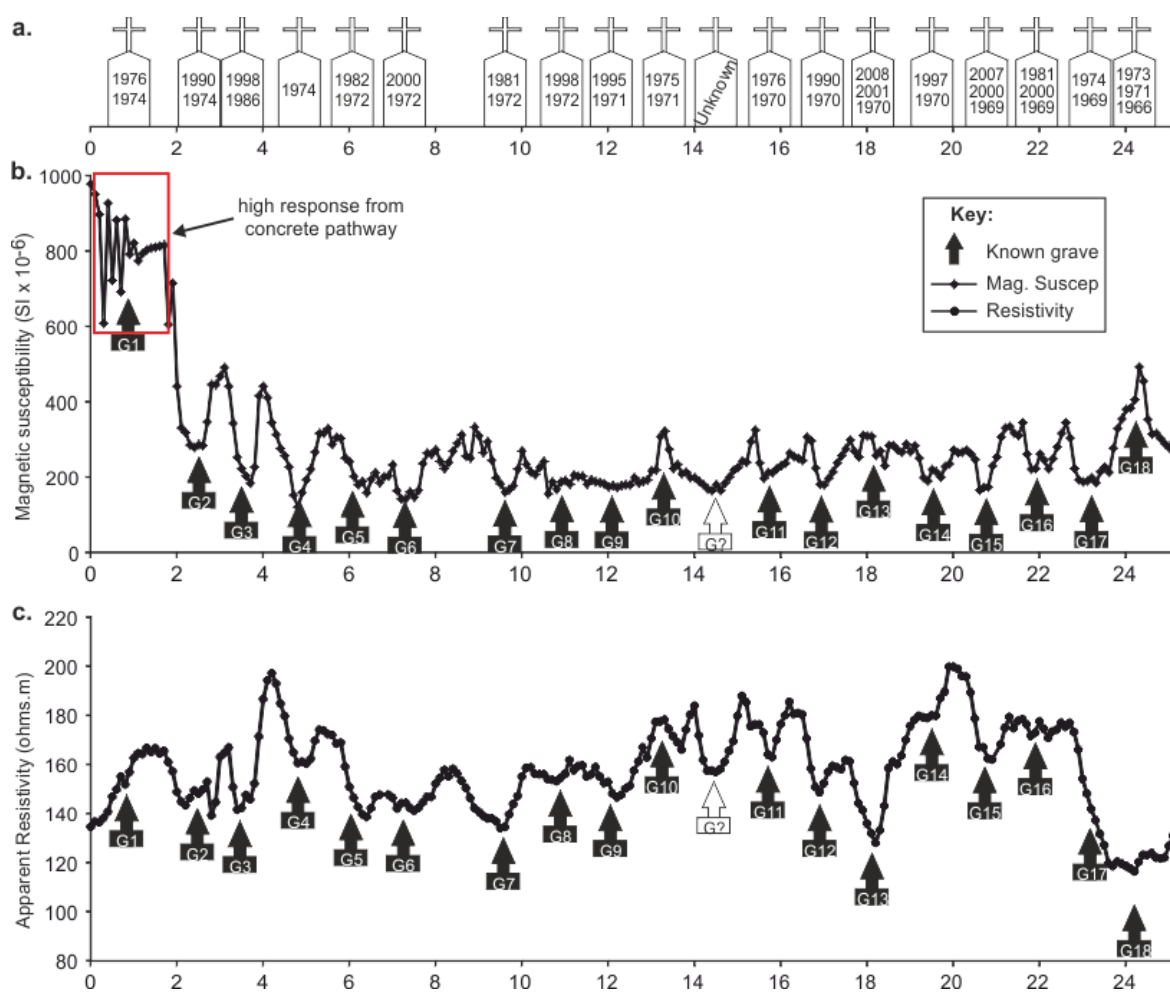 a.
1976
1974
1990
1974
1998
1986
1974
1982
1972
2000
1972
1981
1972
1998
1972
1995
1971
1975
1971
Unknown
1976
1970
1990
1970
2008
2001
1970
1997
1970
2007
2000
1969
1981
2000
1969
1974
1969
1973
1971
1966
0 2 4 6 8 10 12 14 16 18 20 22 24
b.
Magnetic susceptibility (SI x 10-6)
1000
800
600
400
200
0
high response from
concrete pathway
Key:
Known grave
Mag. Suscep
Resistivity
G1
G2
G3
G4
G5
G6
G7
G8
G9
G10
G?
G11
G12
G13
G14
G15
G16
G17
G18
0 2 4 6 8 10 12 14 16 18 20 22 24
c.
Apparent Resistivity (ohms.m)
220
200
180
160
140
120
100
80
G1
G2
G3
G4
G5
G6
G7
G8
G9
G10
G?
G11
G12
G13
G14
G15
G16
G17
G18
0 2 4 6 8 10 12 14 16 18 20 22 24